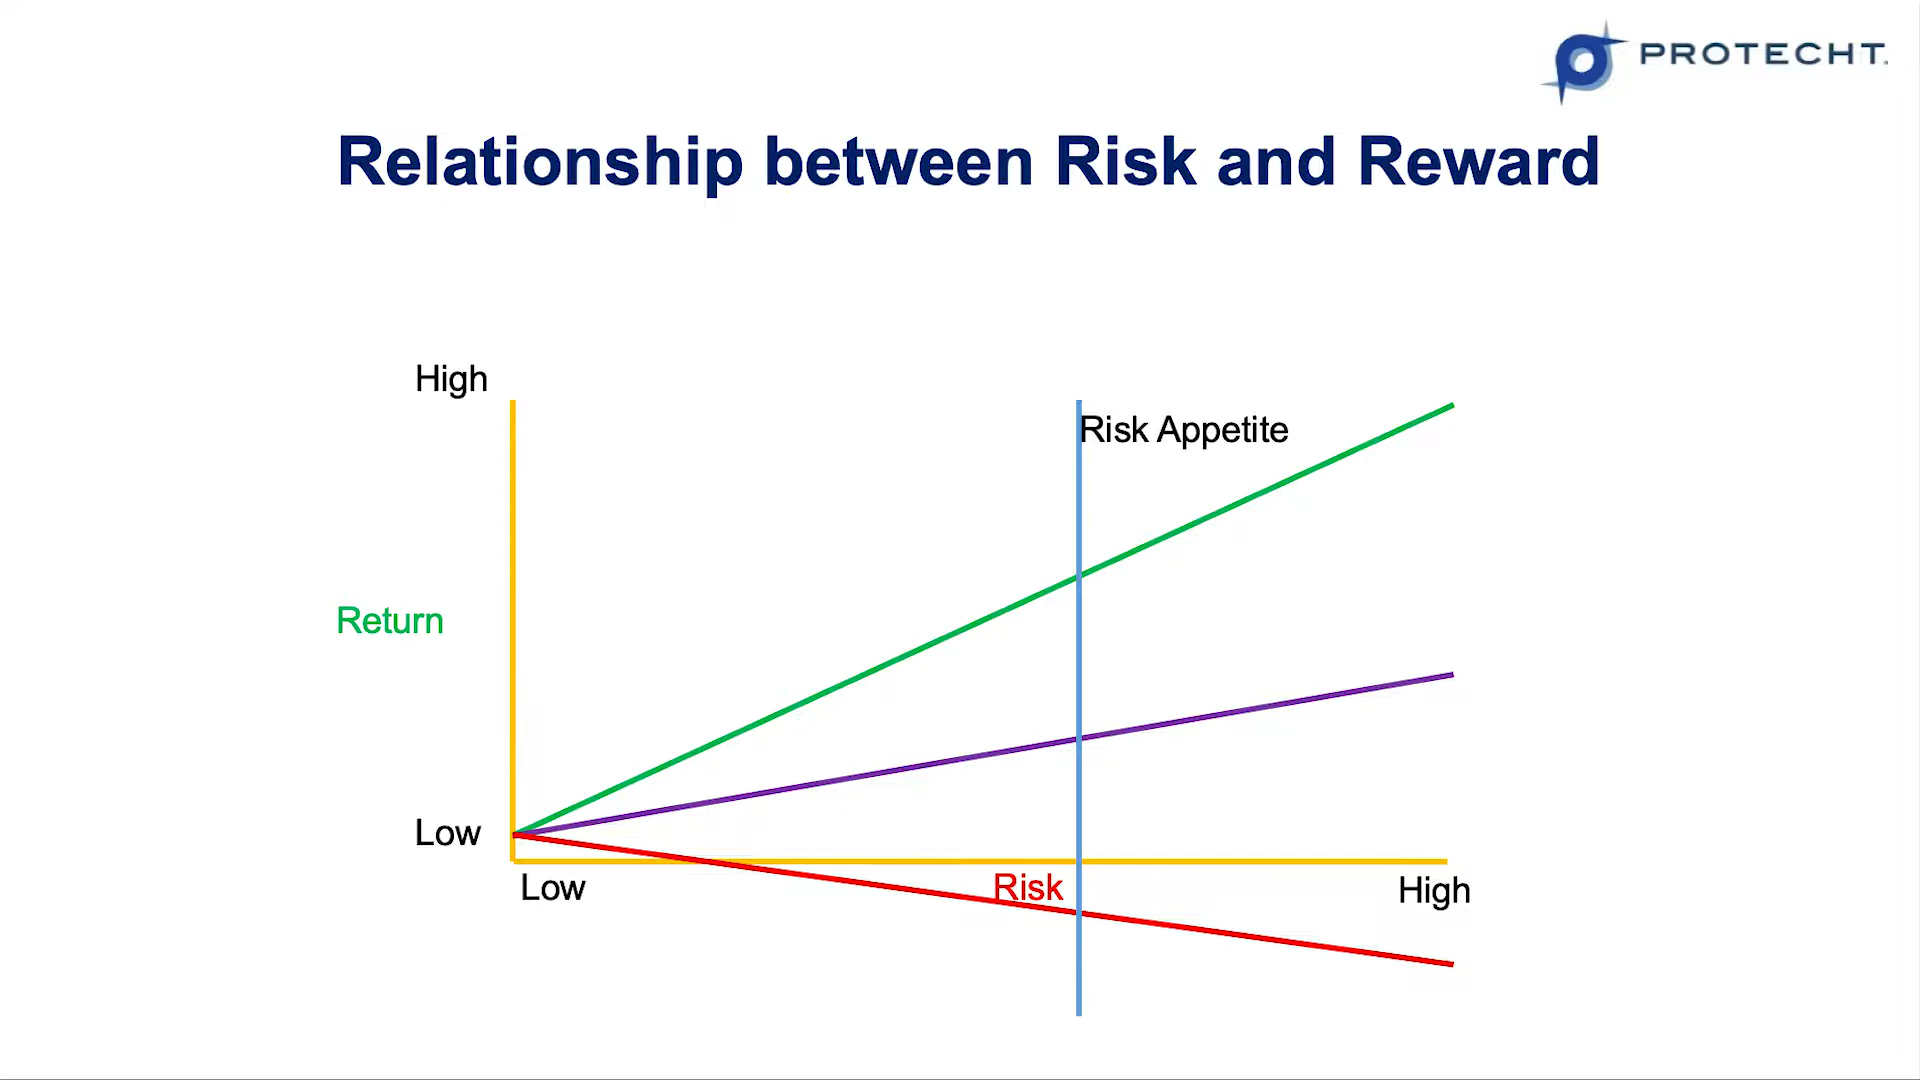 PROTECHT.
Relationship between Risk and Reward
High
Risk Appetite
Return
Low
Low
Risk
High